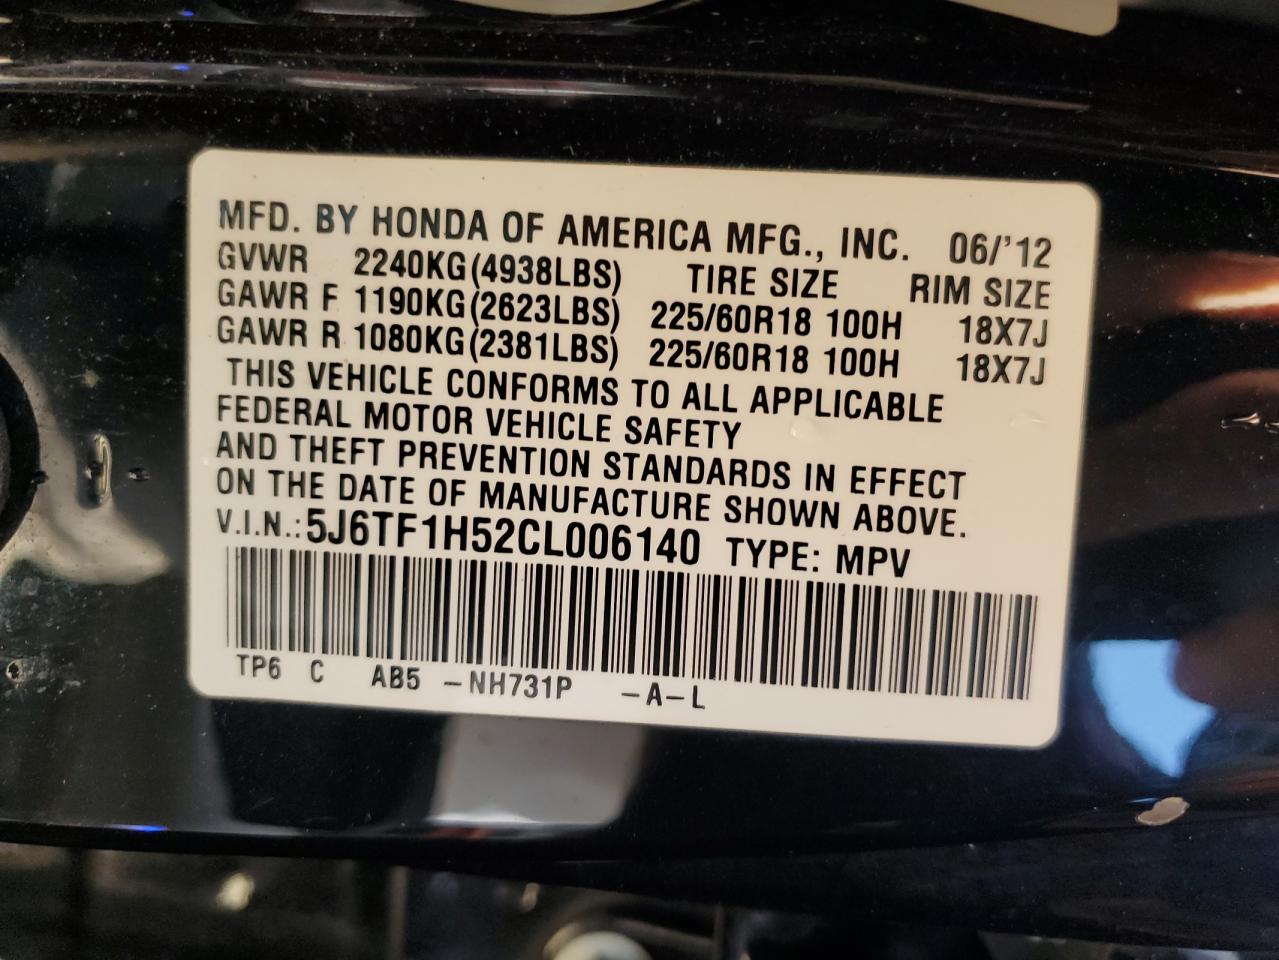 MFD. BY HONDA OF AMERICA MFG., INC. 06/'12
GVWR 2240KG(4938LBS) TIRE SIZE RIM SIZE
GAWR F 1190KG(2623LBS) 225/60R18 100H 18X7J
GAWR R 1080KG(2381LBS) 225/60R18 100H 18X7J
THIS VEHICLE CONFORMS TO ALL APPLICABLE
FEDERAL MOTOR VEHICLE SAFETY
AND THEFT PREVENTION STANDARDS IN EFFECT
ON THE DATE OF MANUFACTURE SHOWN ABOVE.
V.I.N.:5J6TF1H52CL006140 TYPE: MPV
TP6 C AB5 -NH731P -A-L